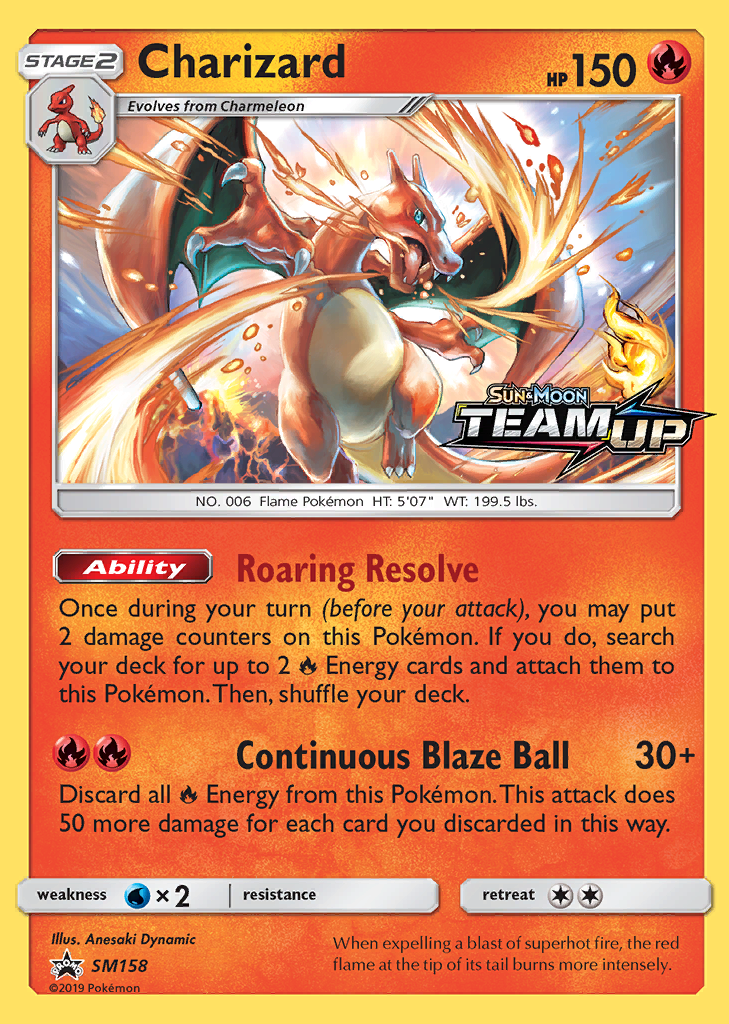 STAGE2 Charizard HP150
Evolves from Charmeleon
SUN & MOON
TEAM UP
NO. 006 Flame Pokémon HT: 5'07" WT: 199.5 lbs.
Ability Roaring Resolve
Once during your turn (before your attack), you may put
2 damage counters on this Pokémon. If you do, search
your deck for up to 2 Energy cards and attach them to
this Pokémon. Then, shuffle your deck.
Continuous Blaze Ball 30+
Discard all Energy from this Pokémon. This attack does
50 more damage for each card you discarded in this way.
weakness ×2 resistance retreat
Illus. Anesaki Dynamic
PROMO SM158
©2019 Pokémon
When expelling a blast of superhot fire, the red
flame at the tip of its tail burns more intensely.